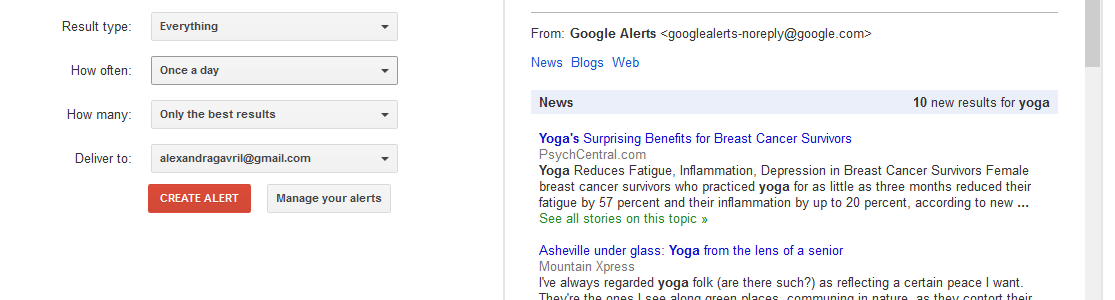 Result type: Everything
How often: Once a day
How many: Only the best results
Deliver to: alexandragavril@gmail.com
CREATE ALERT Manage your alerts
From: Google Alerts <googlealerts-noreply@google.com>
News Blogs Web
News 10 new results for yoga
Yoga's Surprising Benefits for Breast Cancer Survivors
PsychCentral.com
Yoga Reduces Fatigue, Inflammation, Depression in Breast Cancer Survivors Female
breast cancer survivors who practiced yoga for as little as three months reduced their
fatigue by 57 percent and their inflammation by up to 20 percent, according to new ...
See all stories on this topic »
Asheville under glass: Yoga from the lens of a senior
Mountain Xpress
I've always regarded yoga folk (are there such?) as reflecting a certain peace I want.
They're the ones I see along green places, communing in nature, as they contort their